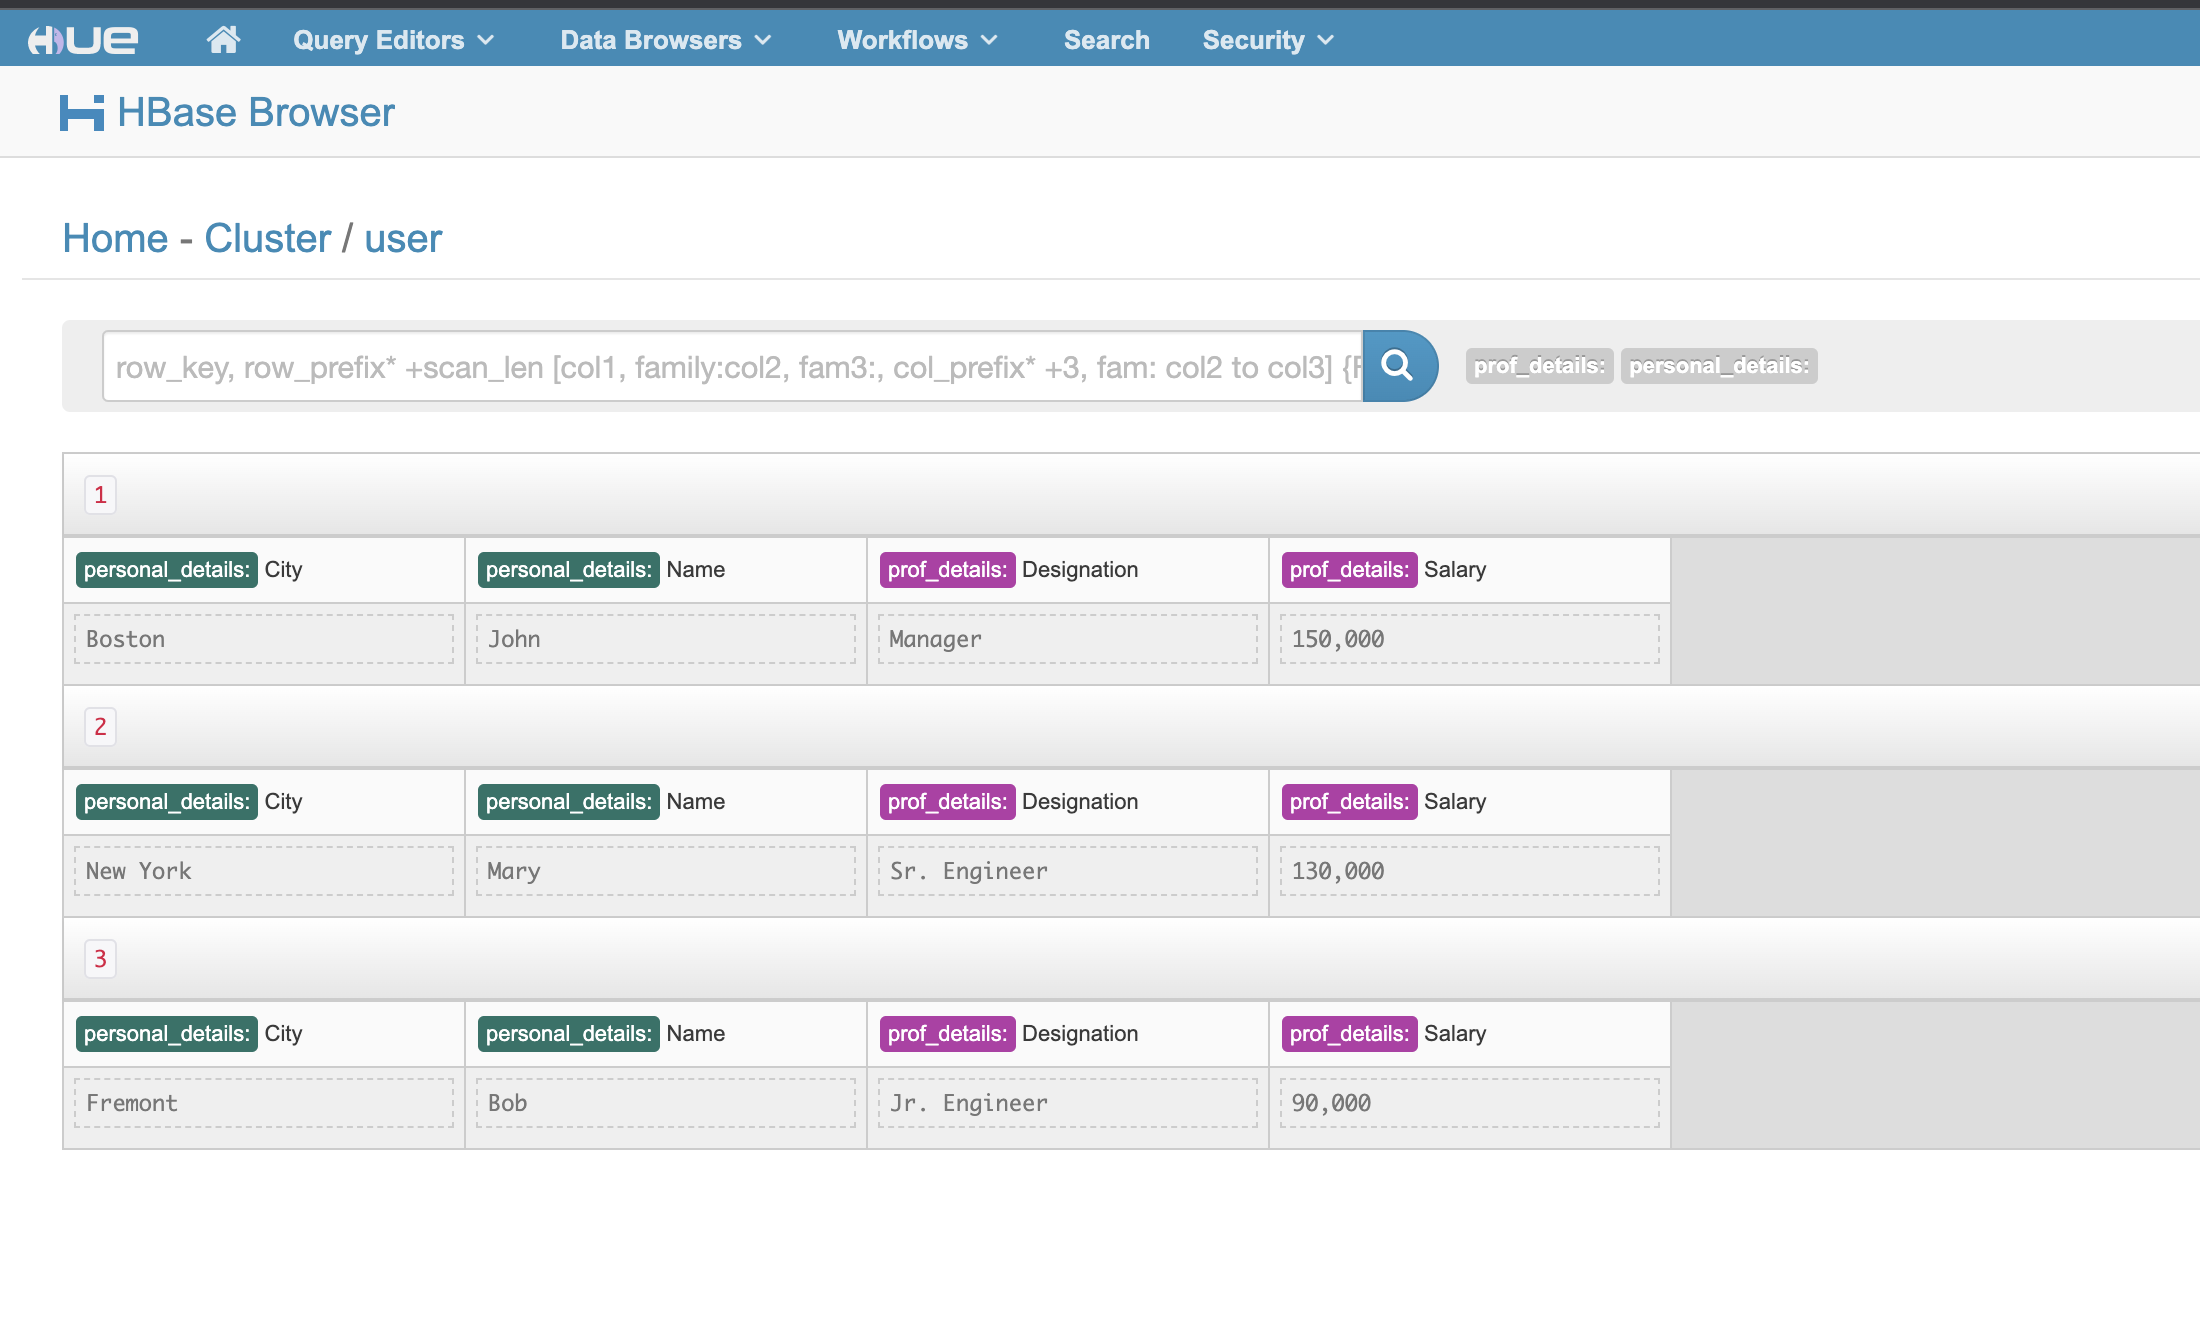 HUE Query Editors Data Browsers Workflows Search Security
HBase Browser
Home - Cluster / user
row_key, row_prefix* +scan_len [col1, family:col2, fam3:, col_prefix* +3, fam: col2 to col3] {F prof_details: personal_details:
1
personal_details: City personal_details: Name prof_details: Designation prof_details: Salary
Boston John Manager 150,000
2
personal_details: City personal_details: Name prof_details: Designation prof_details: Salary
New York Mary Sr. Engineer 130,000
3
personal_details: City personal_details: Name prof_details: Designation prof_details: Salary
Fremont Bob Jr. Engineer 90,000